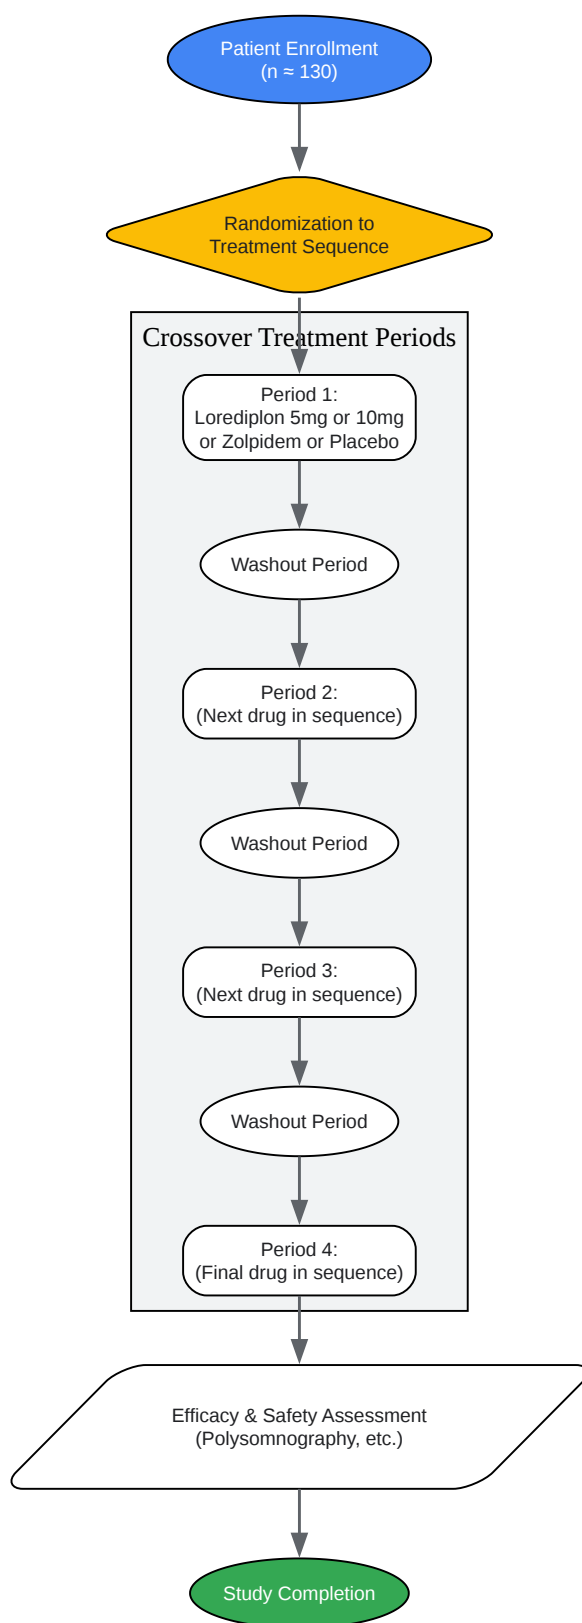 Patient Enrollment
(n ≈ 130)
Randomization to
Treatment Sequence
Crossover Treatment Periods
Period 1:
Lorediplon 5mg or 10mg
or Zolpidem or Placebo
Washout Period
Period 2:
(Next drug in sequence)
Washout Period
Period 3:
(Next drug in sequence)
Washout Period
Period 4:
(Final drug in sequence)
Efficacy & Safety Assessment
(Polysomnography, etc.)
Study Completion